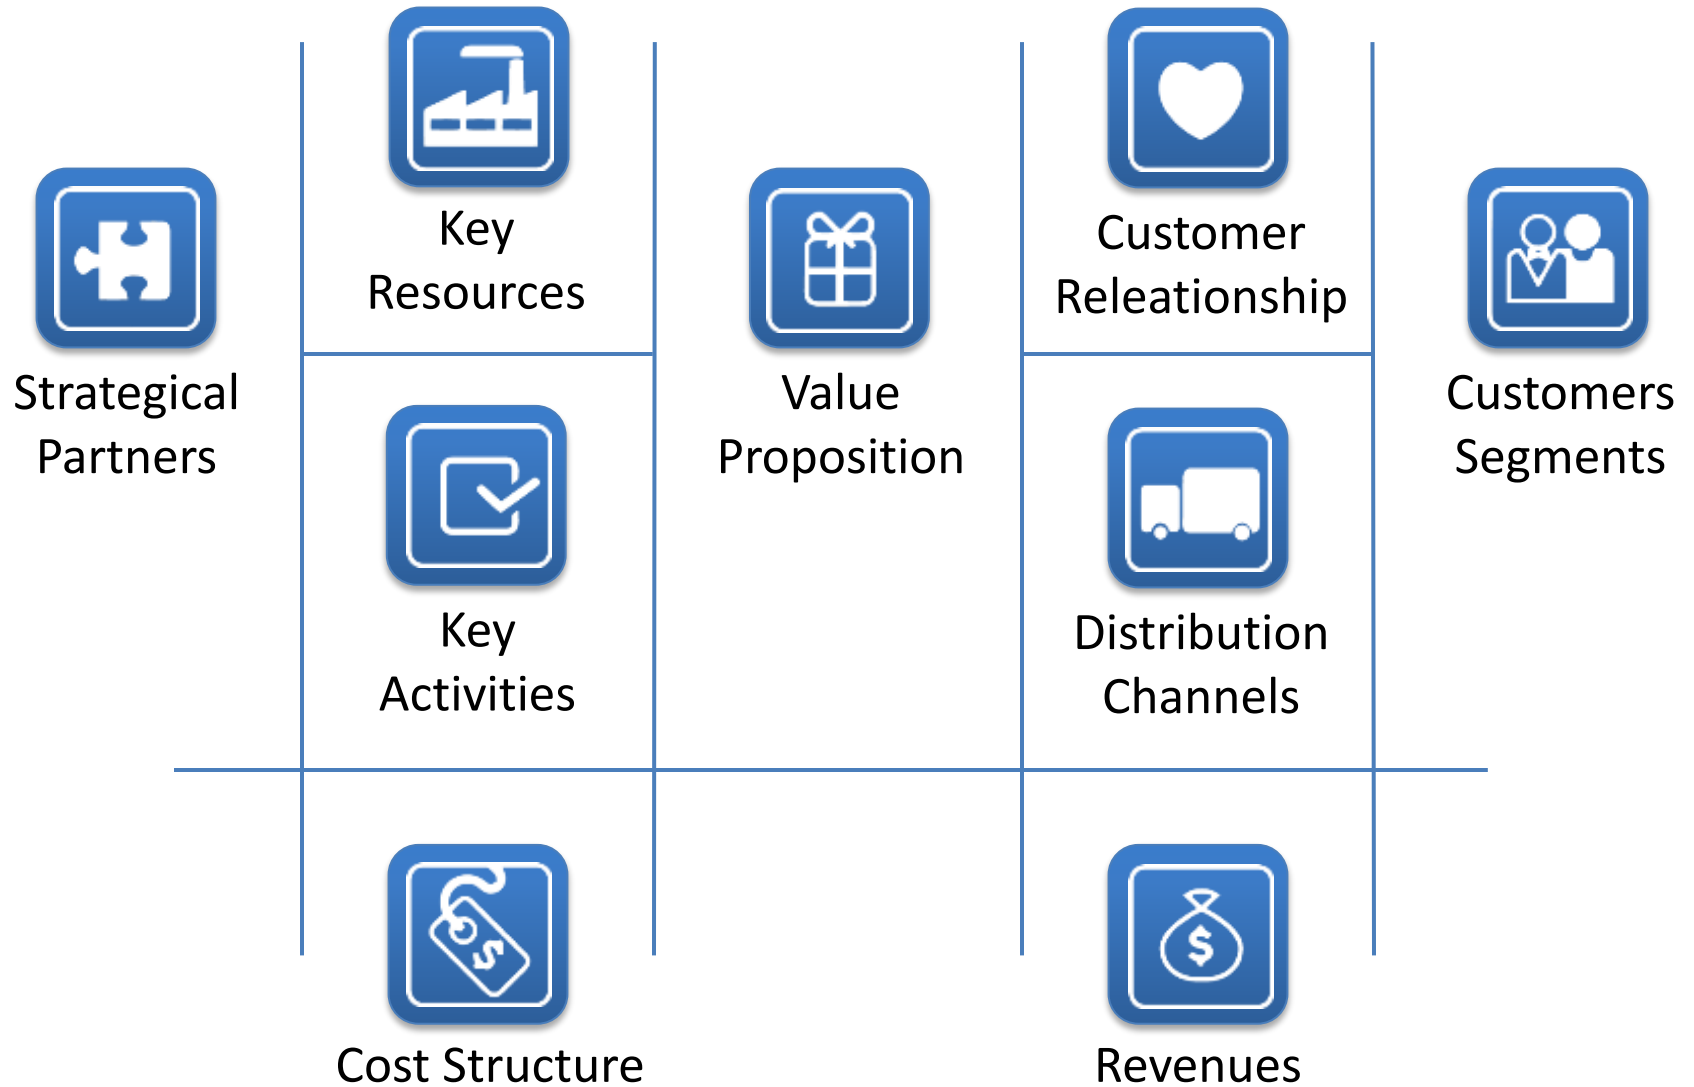 Strategical
Partners
Key
Resources
Key
Activities
Value
Proposition
Customer
Releationship
Distribution
Channels
Customers
Segments
Cost Structure
$
Revenues
$